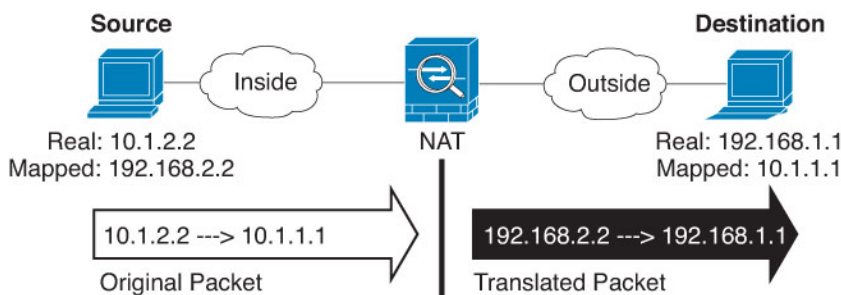 Source
Destination
Inside
Outside
Real: 10.1.2.2
Mapped: 192.168.2.2
NAT
Real: 192.168.1.1
Mapped: 10.1.1.1
10.1.2.2 ---> 10.1.1.1
192.168.2.2 ---> 192.168.1.1
Original Packet
Translated Packet